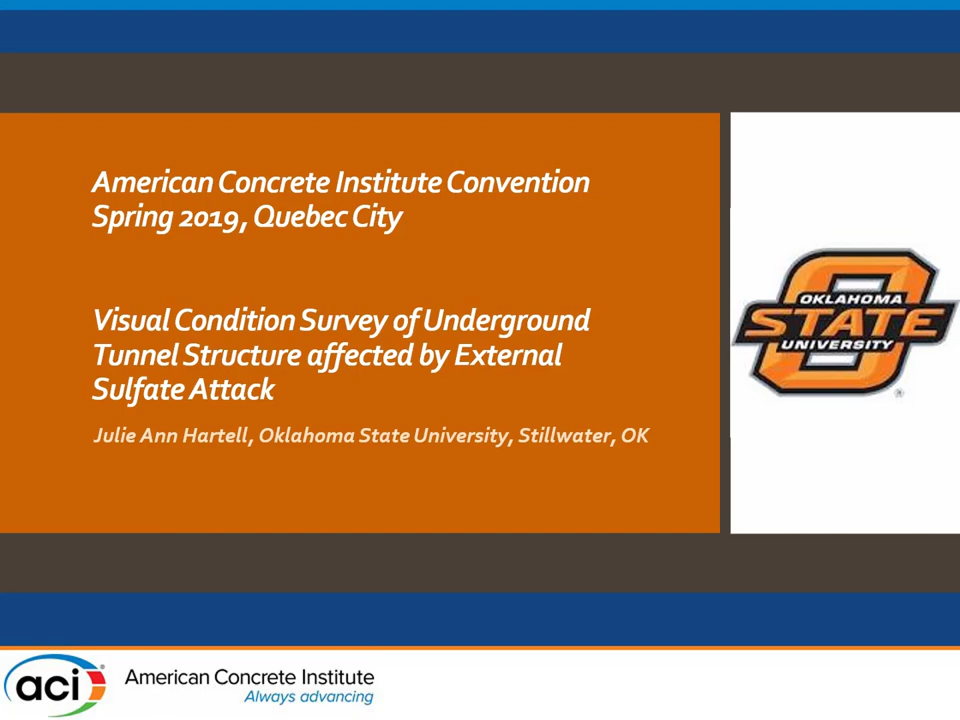 American Concrete Institute Convention
Spring 2019, Quebec City
Visual Condition Survey of Underground
Tunnel Structure affected by External
Sulfate Attack
Julie Ann Hartell, Oklahoma State University, Stillwater, OK
OKLAHOMA
STATE
UNIVERSITY
®
aci
American Concrete Institute
Always advancing